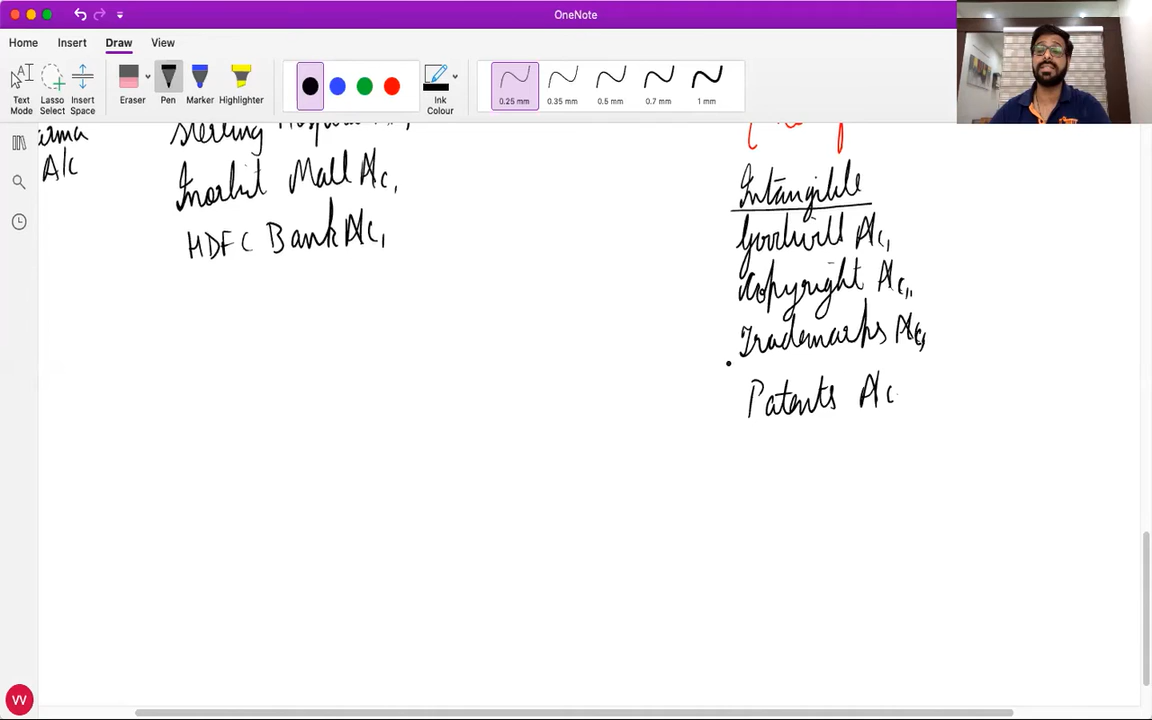 OneNote
Home Insert Draw View
Text Mode
Lasso Select
Insert Space
Eraser
Pen
Marker
Highlighter
Ink Colour
0.25 mm 0.35 mm 0.5 mm 0.7 mm 1 mm
A/c
Sterling
Inorbit Mall A/c,
HDFC Bank A/c,
Intangible
Goodwill A/c,
Copyright A/c,,
Trademarks A/c,
Patents A/c
VV